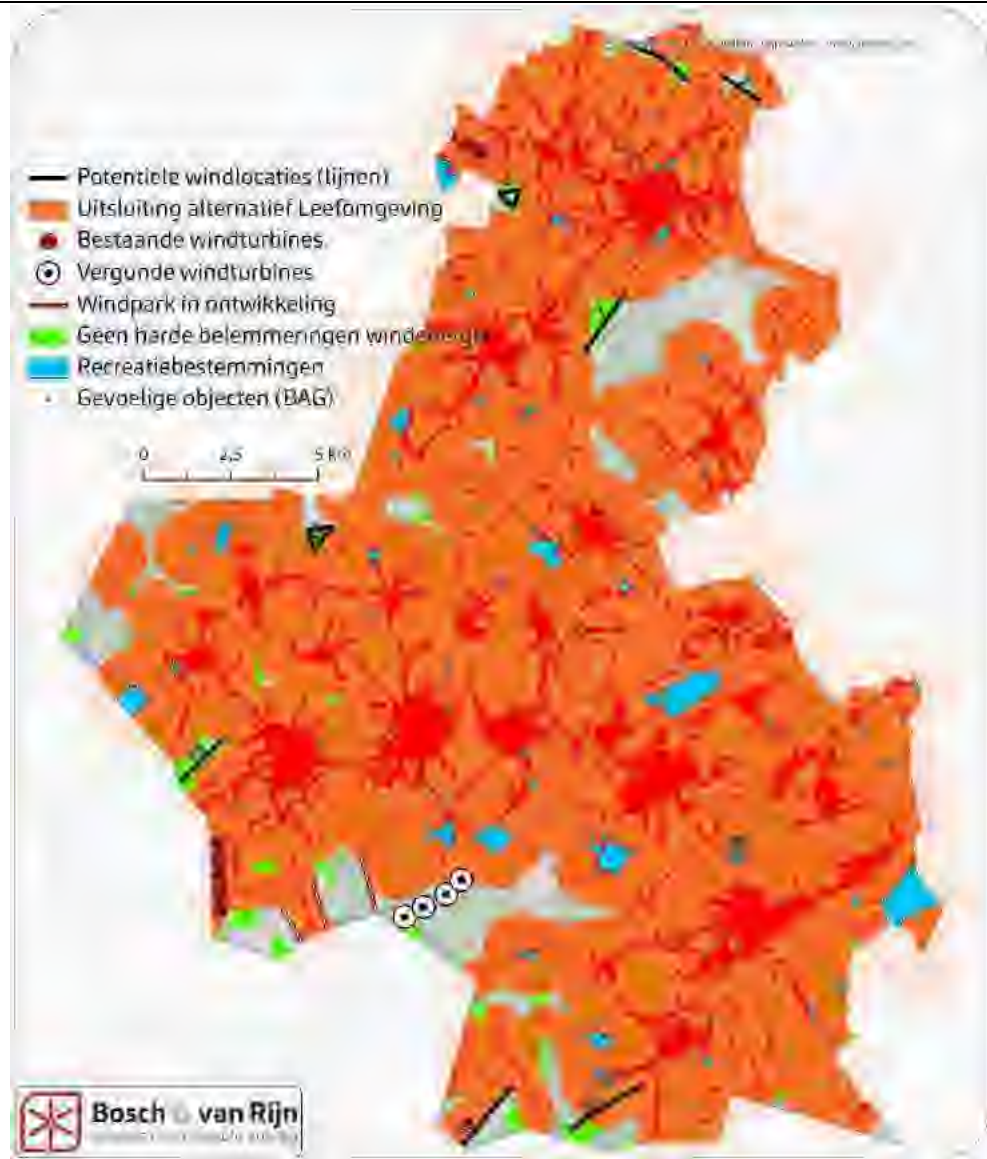 Potentiele windlocaties (lijnen)
Uitsluiting alternatief Leefomgeving
Bestaande windturbines
Vergunde windturbines
Windpark in ontwikkeling
Geen harde belemmeringen windenergie
Recreatiebestemmingen
Gevoelige objecten (BAG)
0 2,5 5 km
Bosch & van Rijn